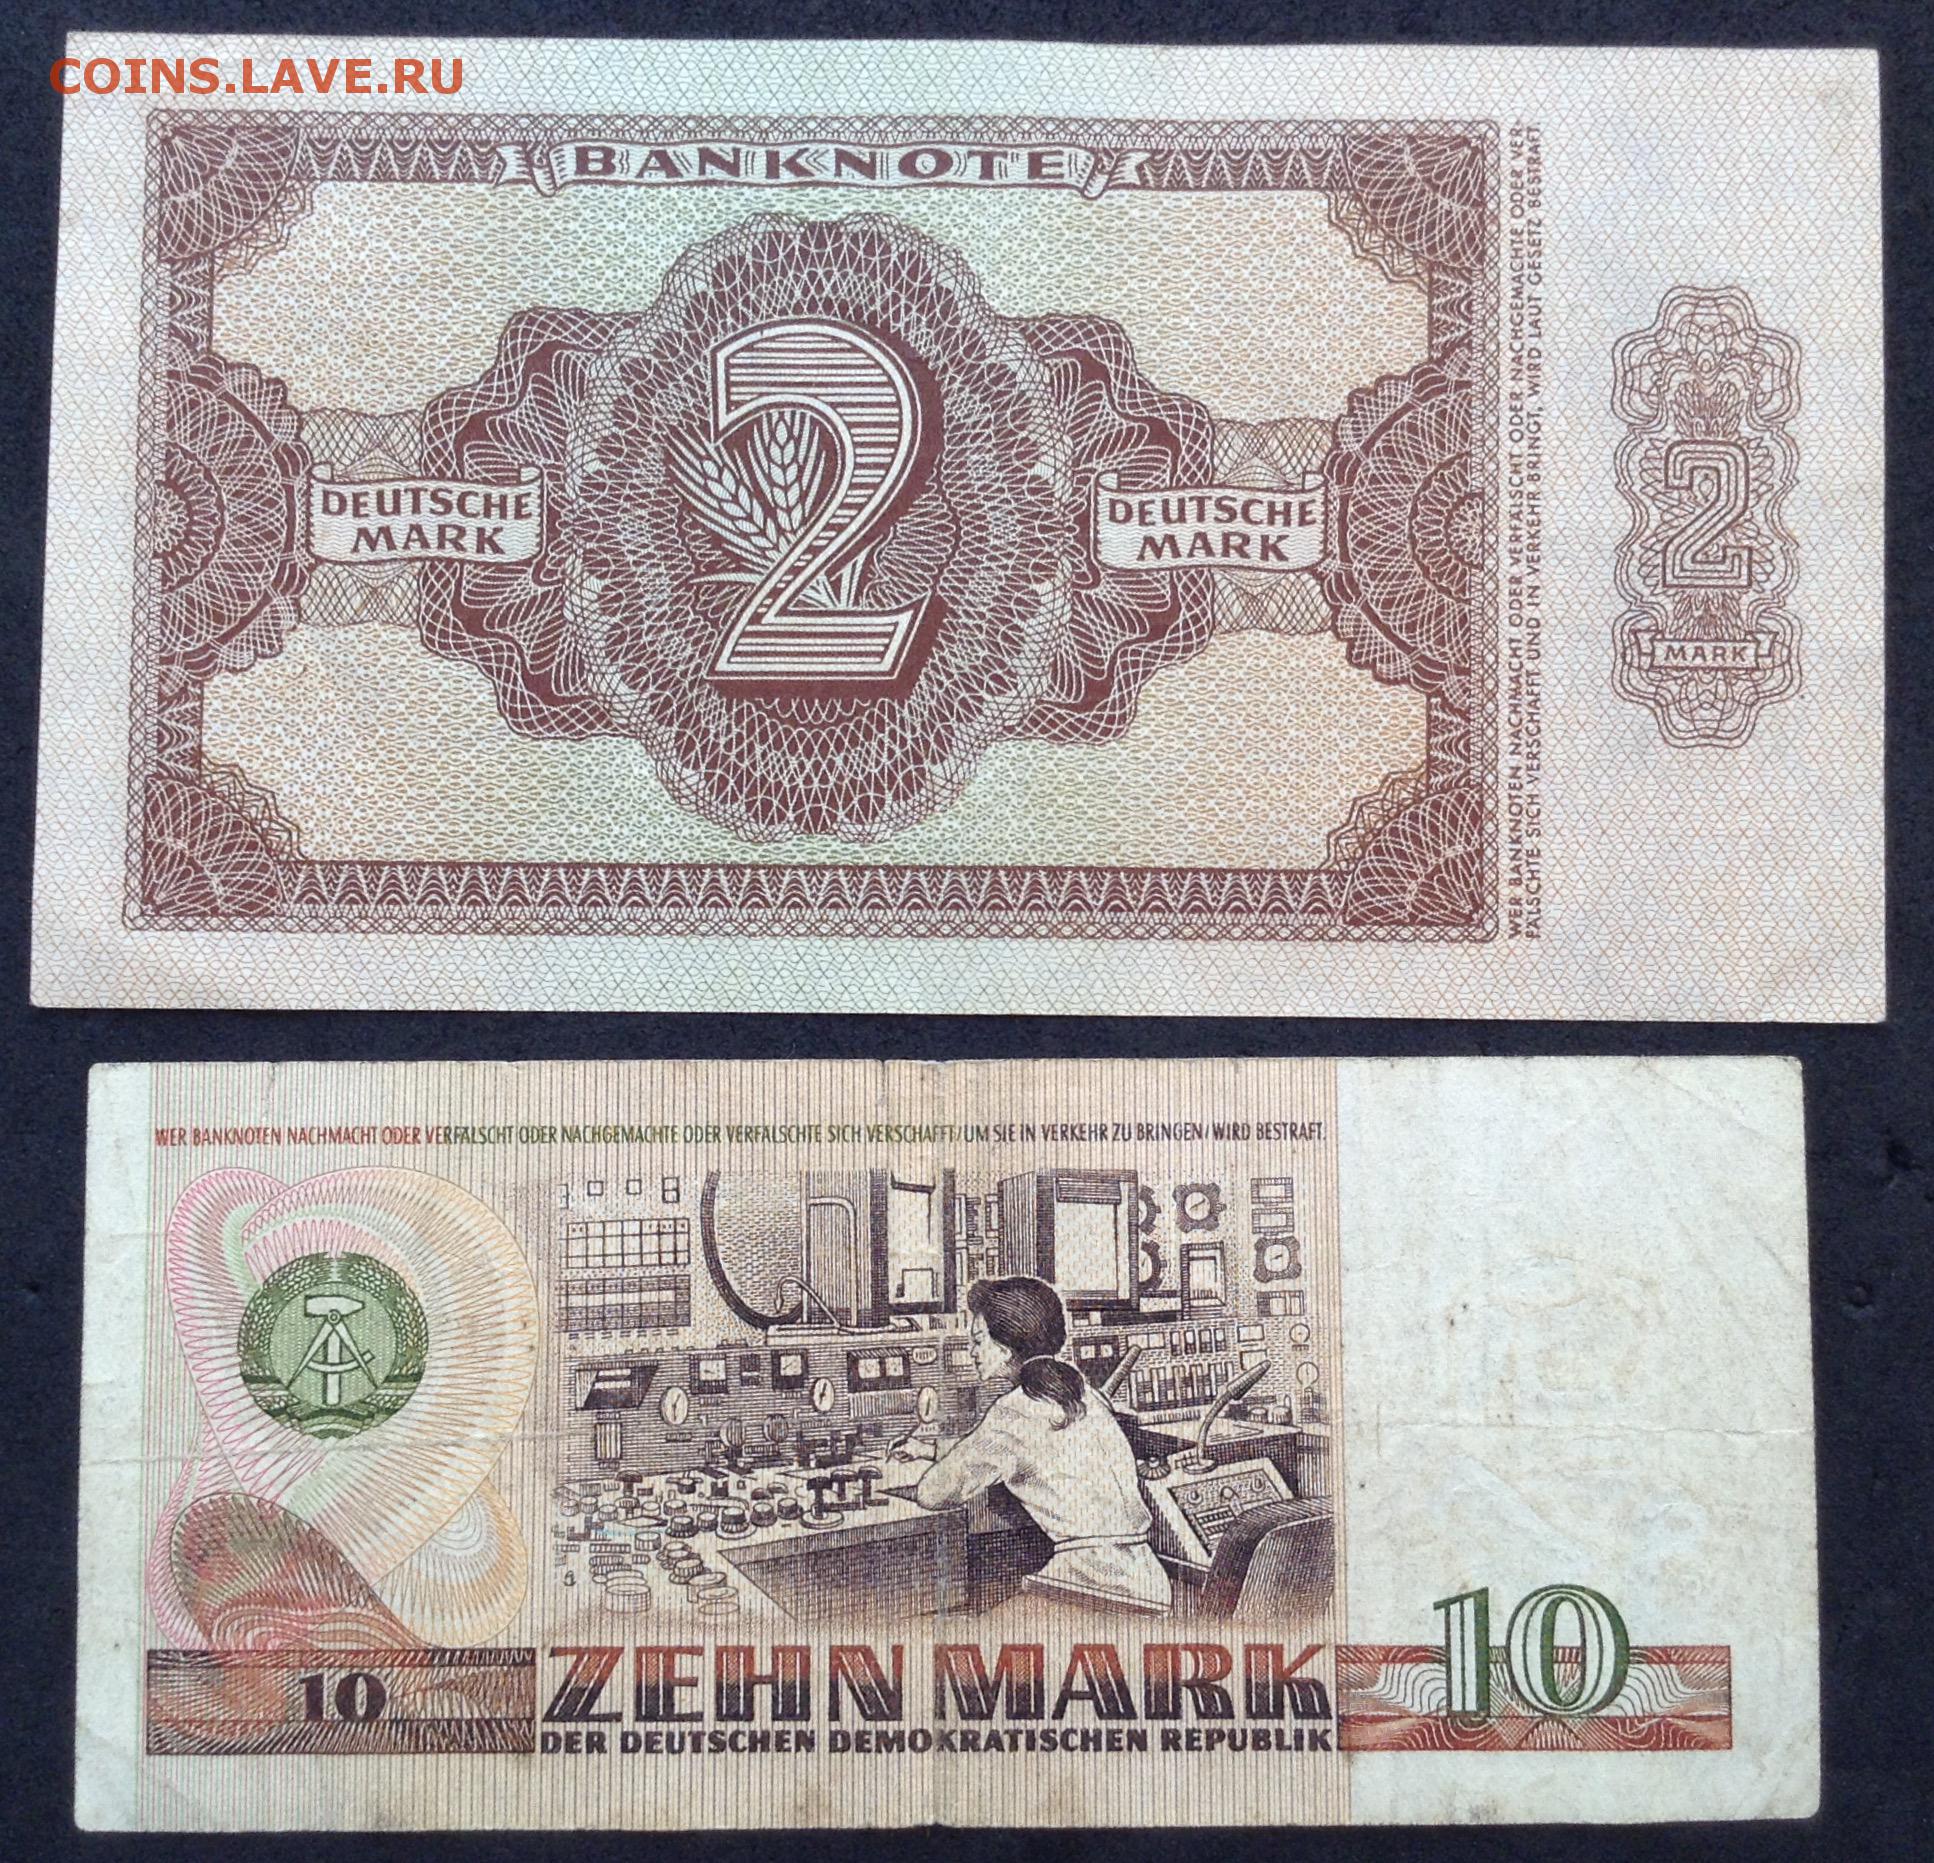 COINS.LAVE.RU
BANKNOTE
2
DEUTSCHE
MARK
DEUTSCHE
MARK
WER BANKNOTEN NACHMACHT ODER VERFÄLSCHT ODER NACHGEMACHTE ODER VER-
FÄLSCHTE SICH VERSCHAFFT UND IN VERKEHR BRINGT, WIRD LAUT GESETZ BESTRAFT
2
MARK
WER BANKNOTEN NACHMACHT ODER VERFÄLSCHT ODER NACHGEMACHTE ODER VERFÄLSCHTE SICH VERSCHAFFT/UM SIE IN VERKEHR ZU BRINGEN/WIRD BESTRAFT.
10
ZEHN MARK
DER DEUTSCHEN DEMOKRATISCHEN REPUBLIK
10